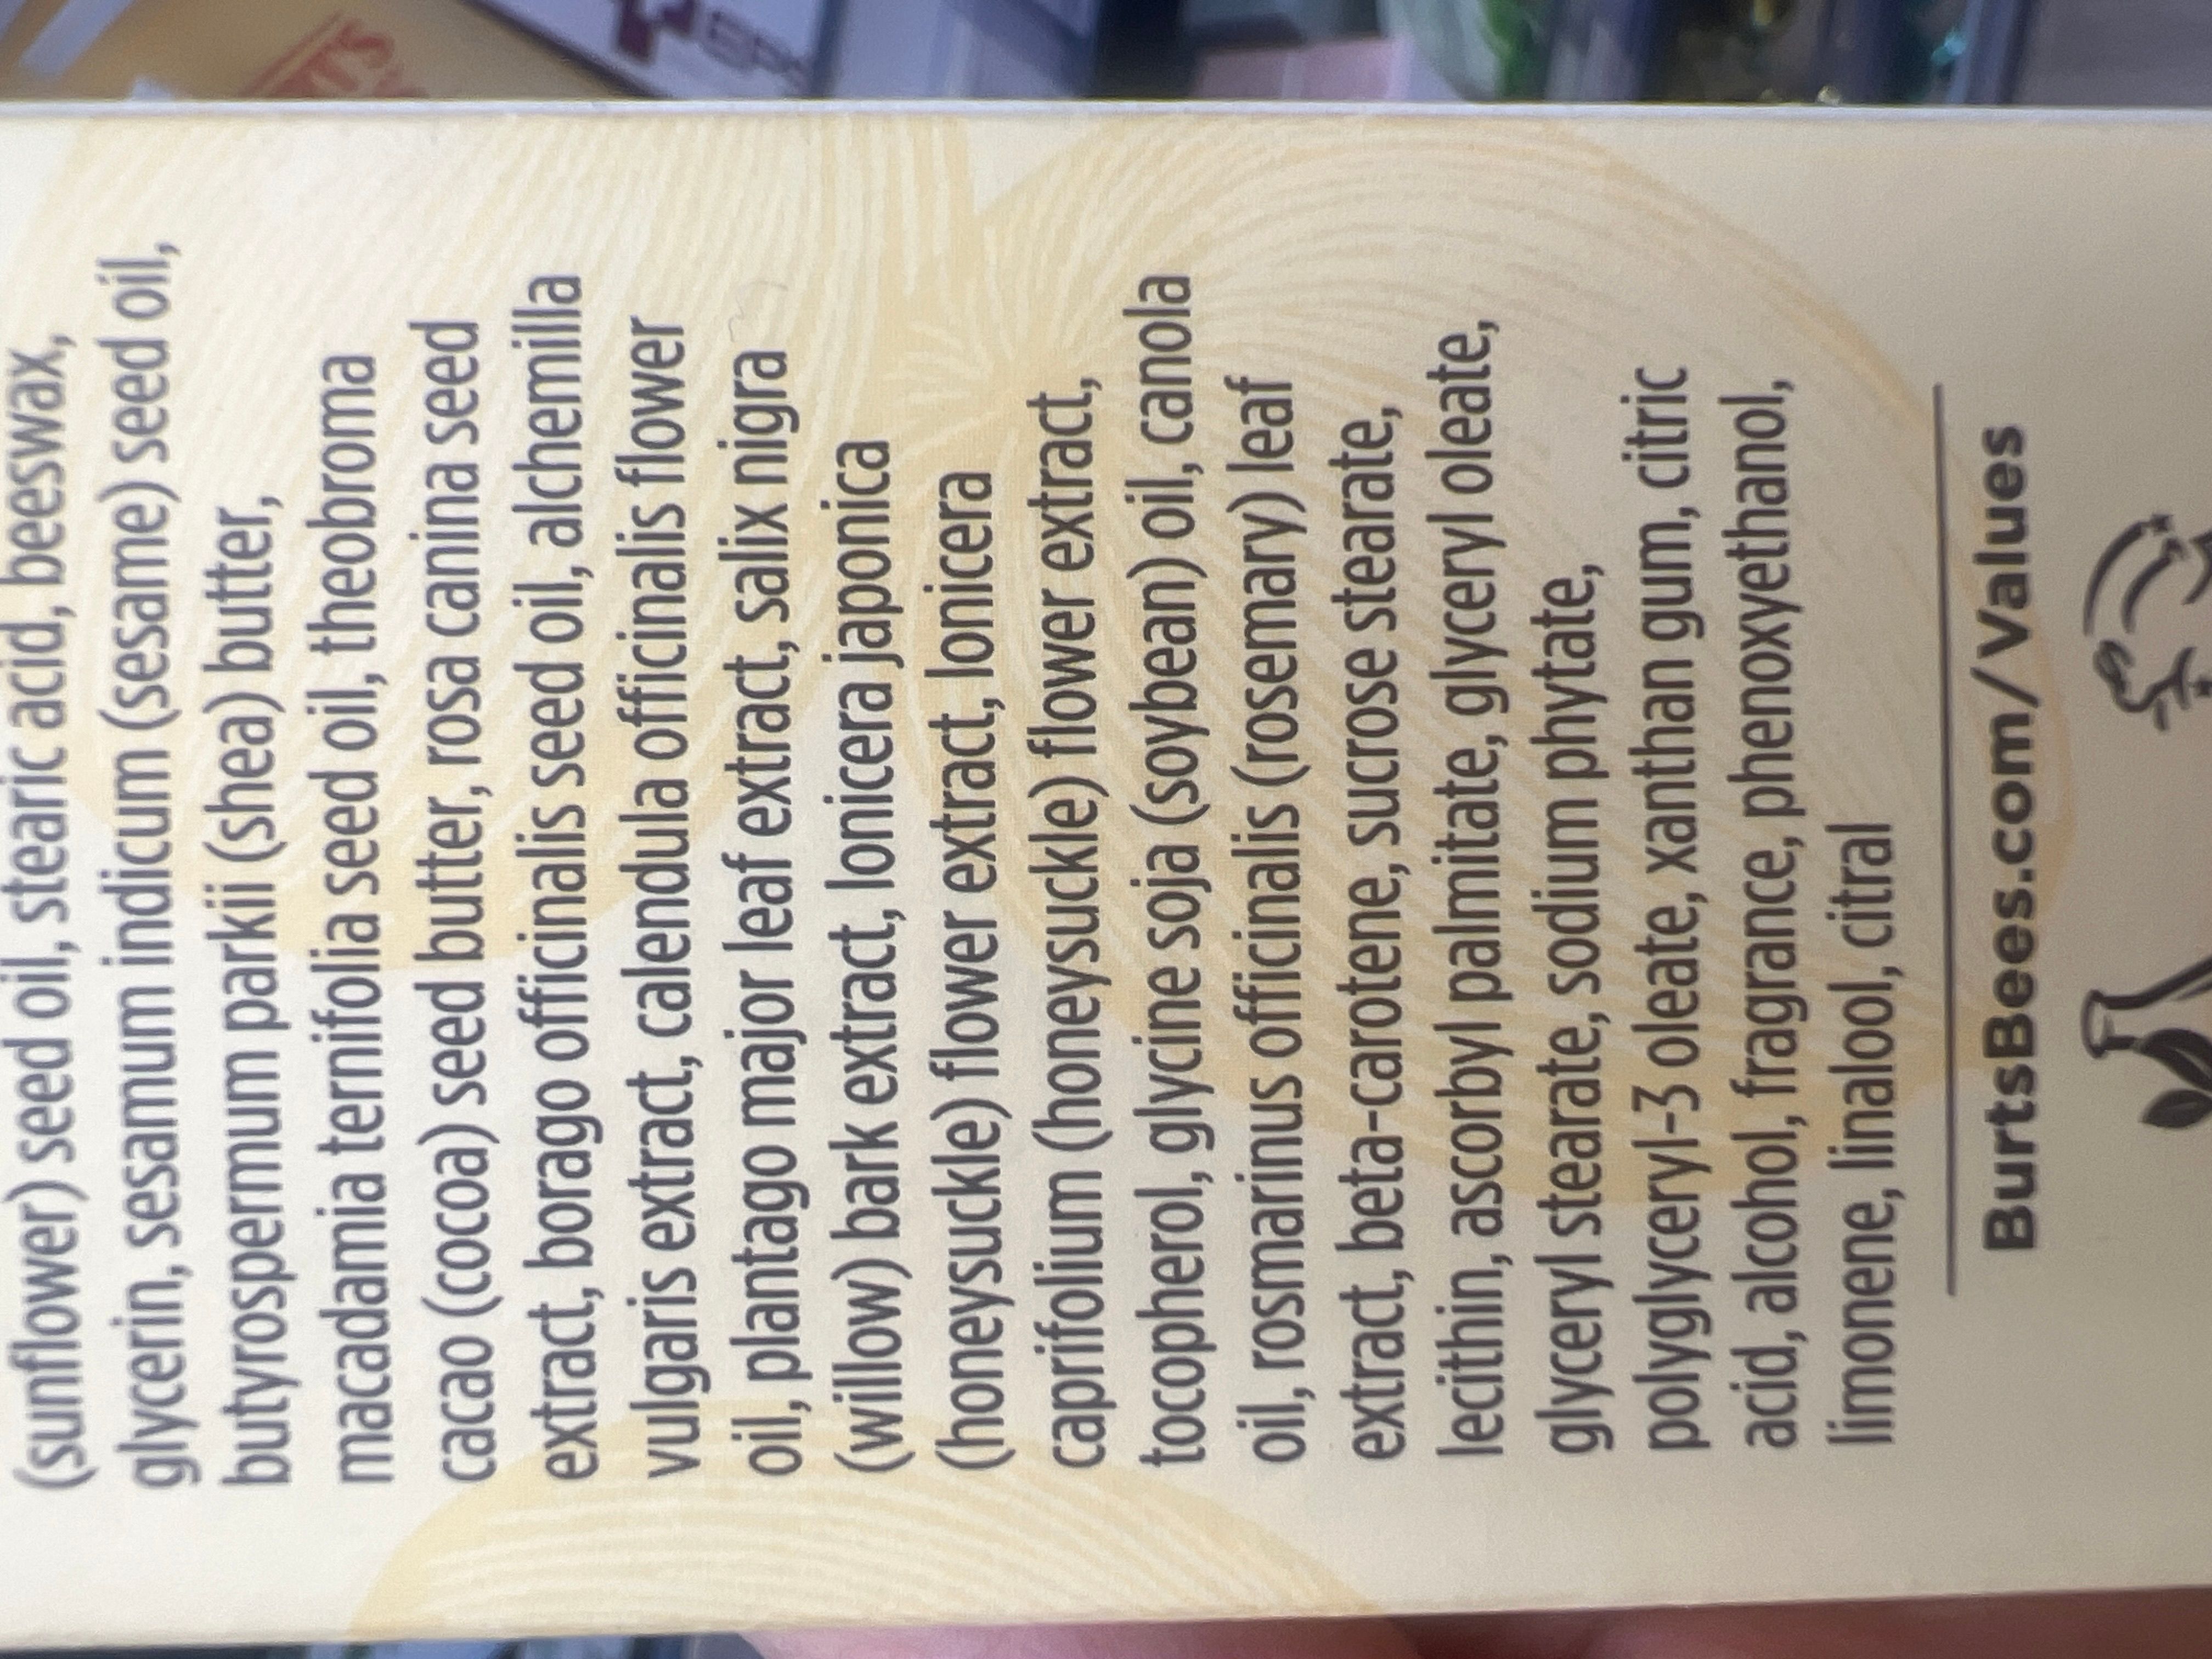 (sunflower) seed oil, stearic acid, beeswax,
glycerin, sesamum indicum (sesame) seed oil,
butyrospermum parkii (shea) butter,
macadamia ternifolia seed oil, theobroma
cacao (cocoa) seed butter, rosa canina seed
extract, borago officinalis seed oil, alchemilla
vulgaris extract, calendula officinalis flower
oil, plantago major leaf extract, salix nigra
(willow) bark extract, lonicera japonica
(honeysuckle) flower extract, lonicera
caprifolium (honeysuckle) flower extract,
tocopherol, glycine soja (soybean) oil, canola
oil, rosmarinus officinalis (rosemary) leaf
extract, beta-carotene, sucrose stearate,
lecithin, ascorbyl palmitate, glyceryl oleate,
glyceryl stearate, sodium phytate,
polyglyceryl-3 oleate, xanthan gum, citric
acid, alcohol, fragrance, phenoxyethanol,
limonene, linalool, citral
BurtsBees.com/Values